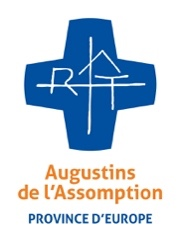 R A T
Augustins
de l'Assomption
PROVINCE D'EUROPE